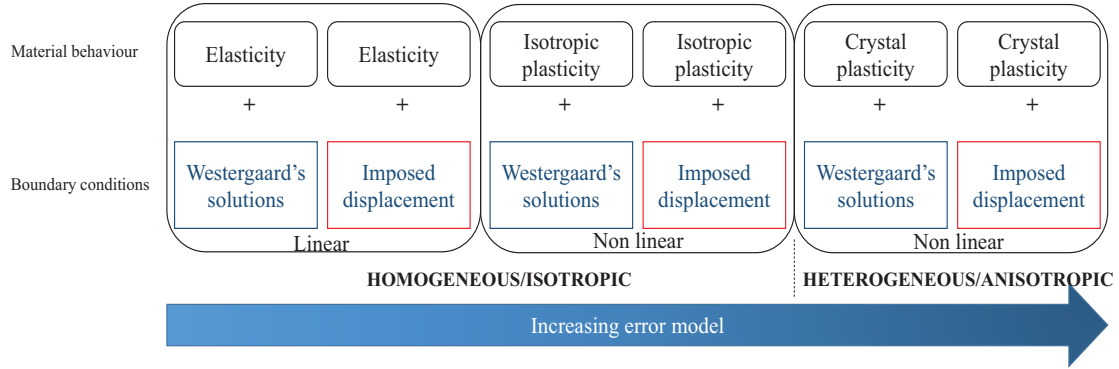 Material behaviour
Elasticity
Elasticity
Isotropic
plasticity
Isotropic
plasticity
Crystal
plasticity
Crystal
plasticity
+
+
+
+
+
+
Boundary conditions
Westergaard's
solutions
Imposed
displacement
Westergaard's
solutions
Imposed
displacement
Westergaard's
solutions
Imposed
displacement
Linear
Non linear
Non linear
HOMOGENEOUS/ISOTROPIC
HETEROGENEOUS/ANISOTROPIC
Increasing error model